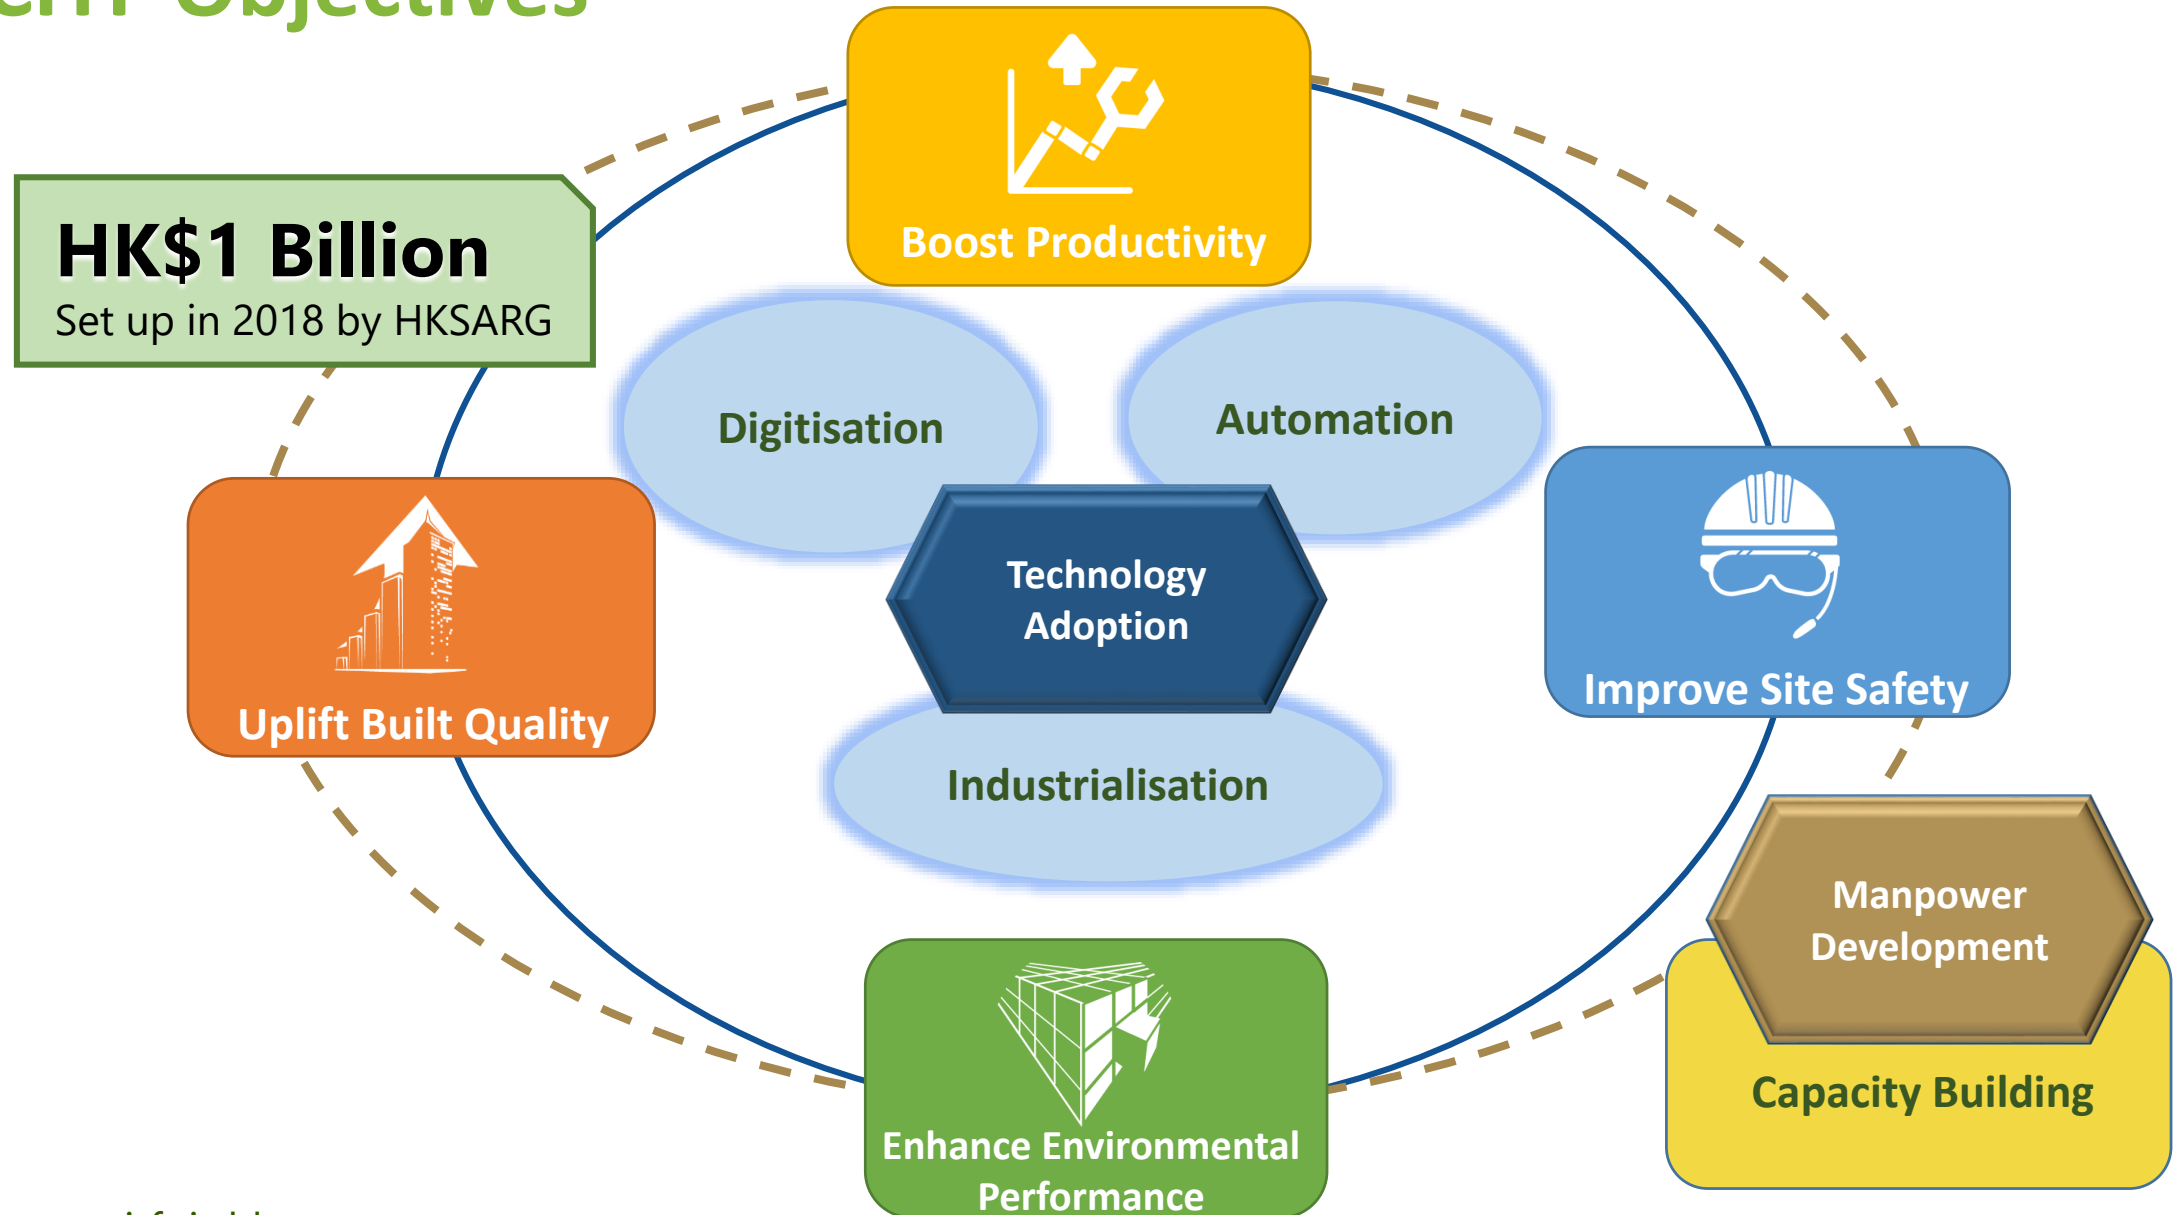 Objectives
Boost Productivity
HK$1 Billion
Set up in 2018 by HKSARG
Digitisation
Automation
Technology
Adoption
Uplift Built Quality
Improve Site Safety
Industrialisation
Manpower
Development
Capacity Building
Enhance Environmental
Performance